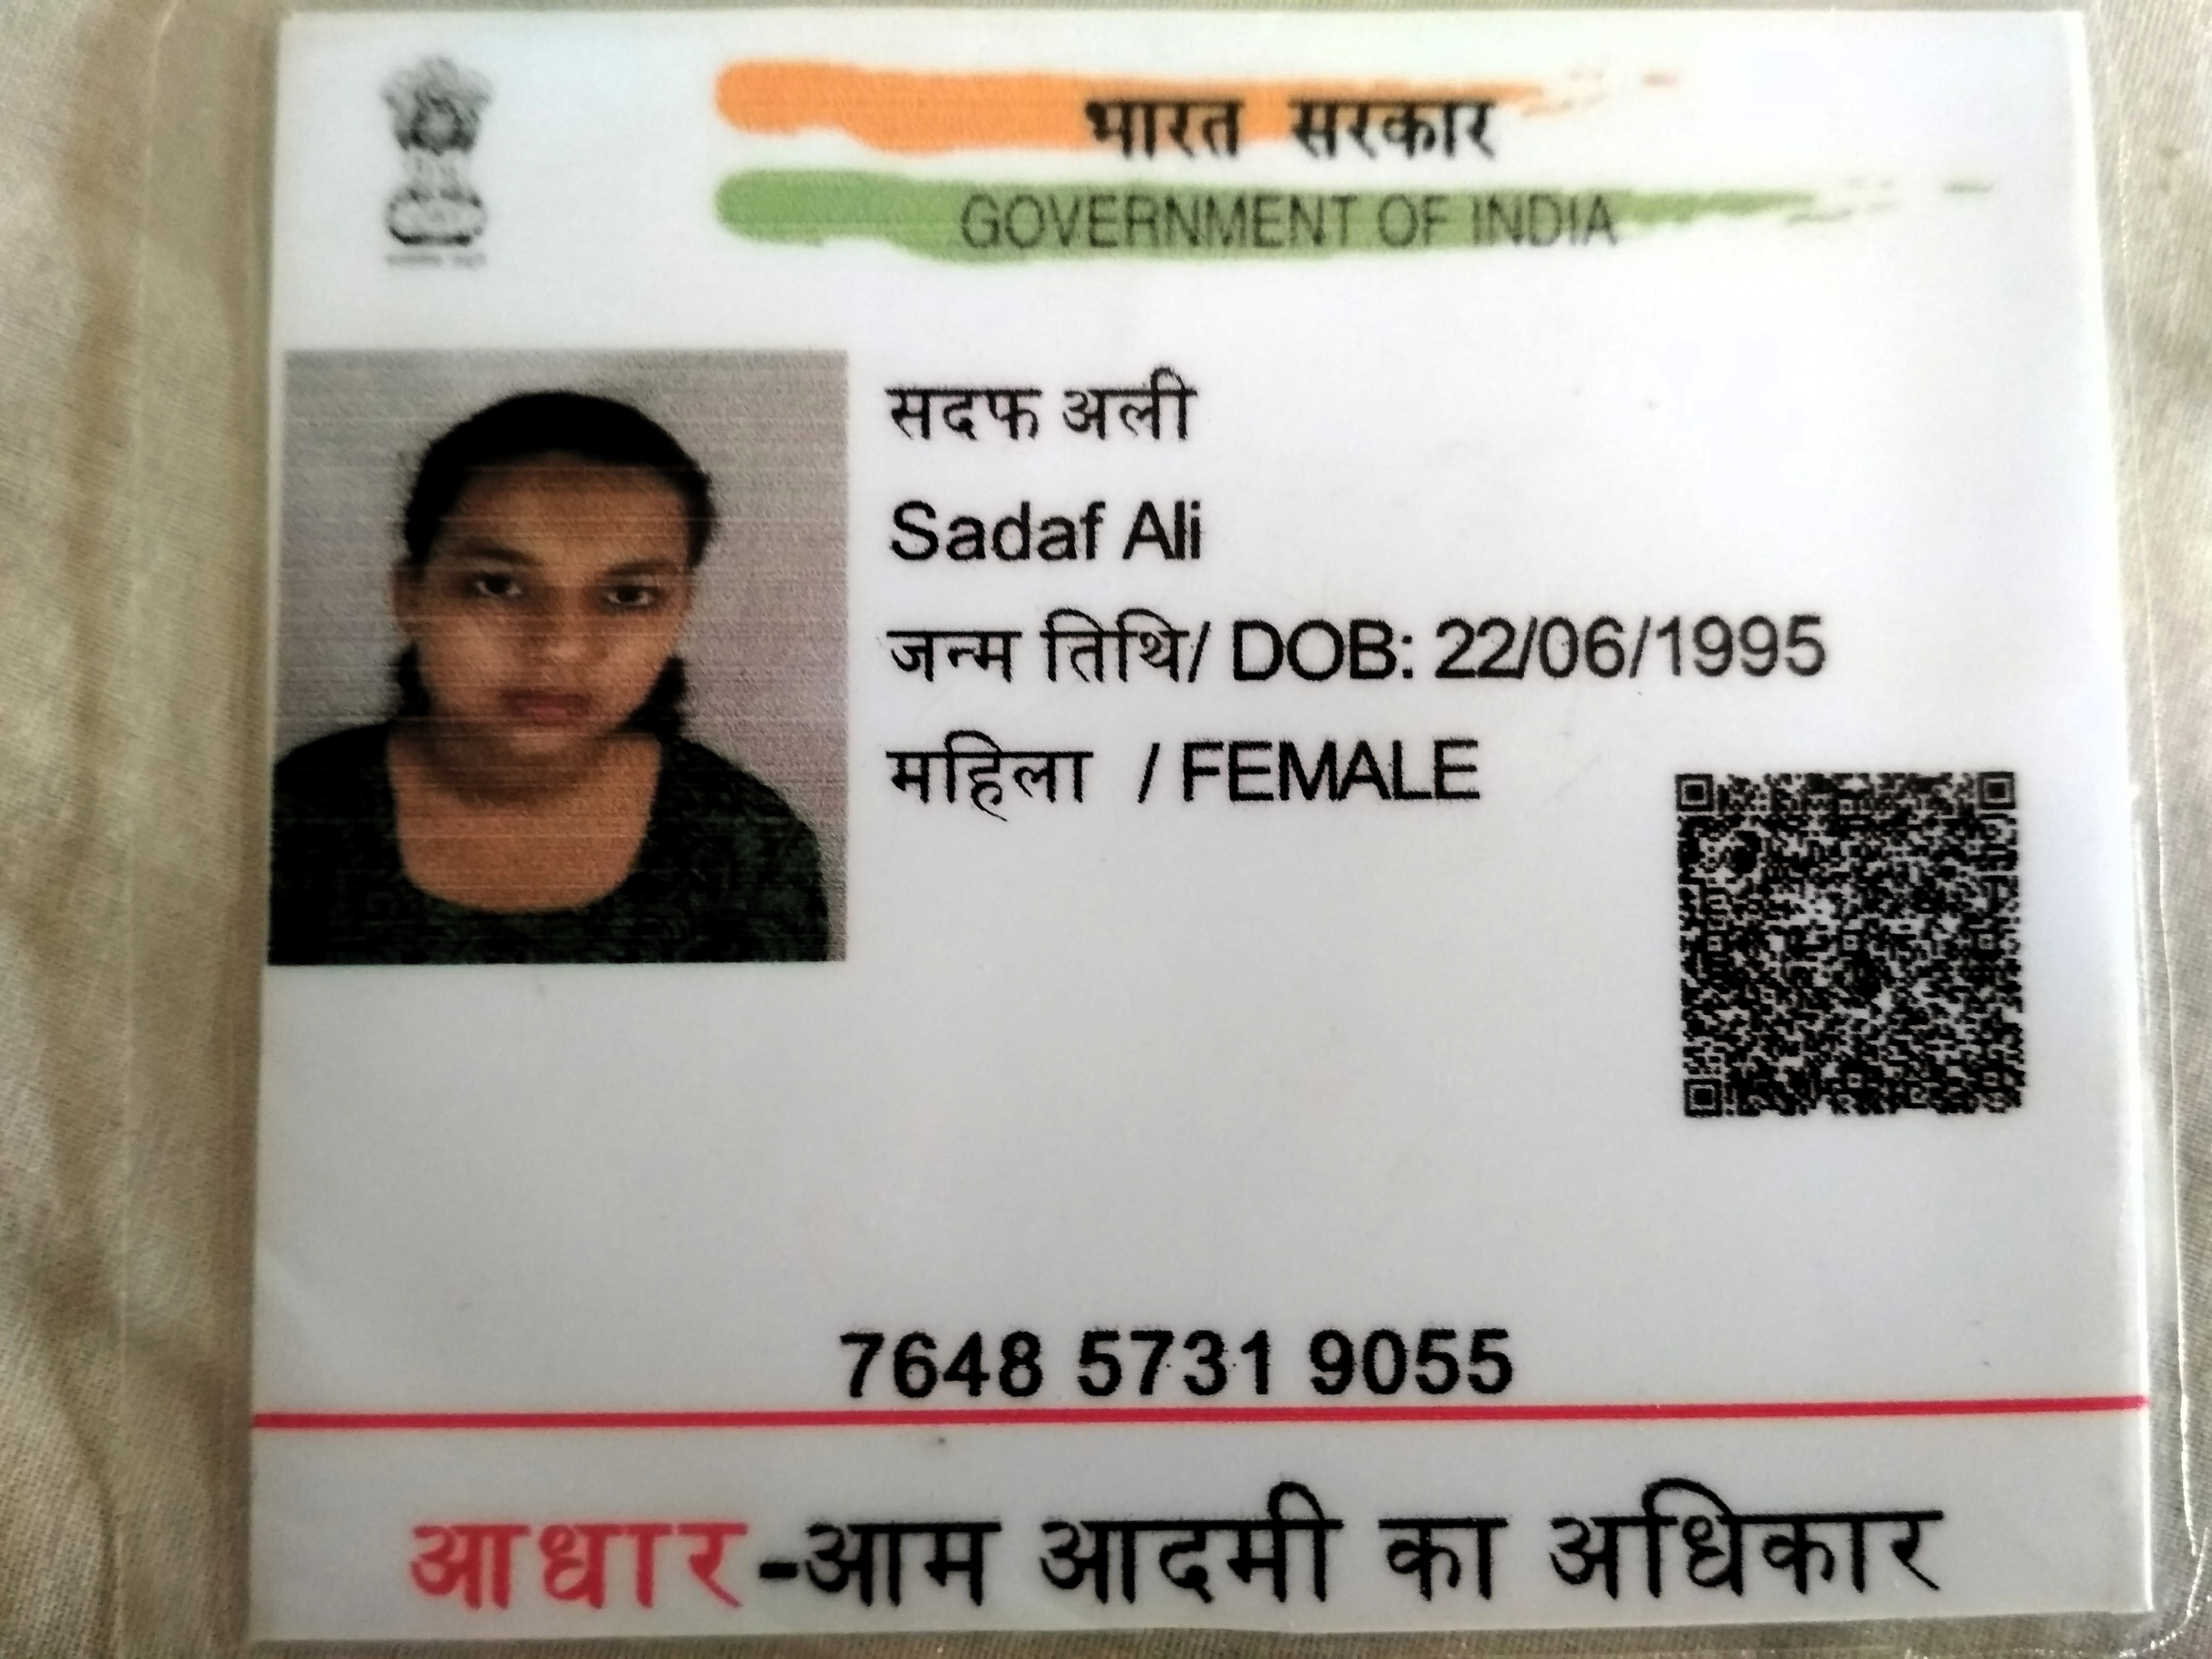 भारत सरकार
GOVERNMENT OF INDIA
सदफ अली
Sadaf Ali
जन्म तिथि/ DOB: 22/06/1995
महिला / FEMALE
7648 5731 9055
आधार-आम आदमी का अधिकार